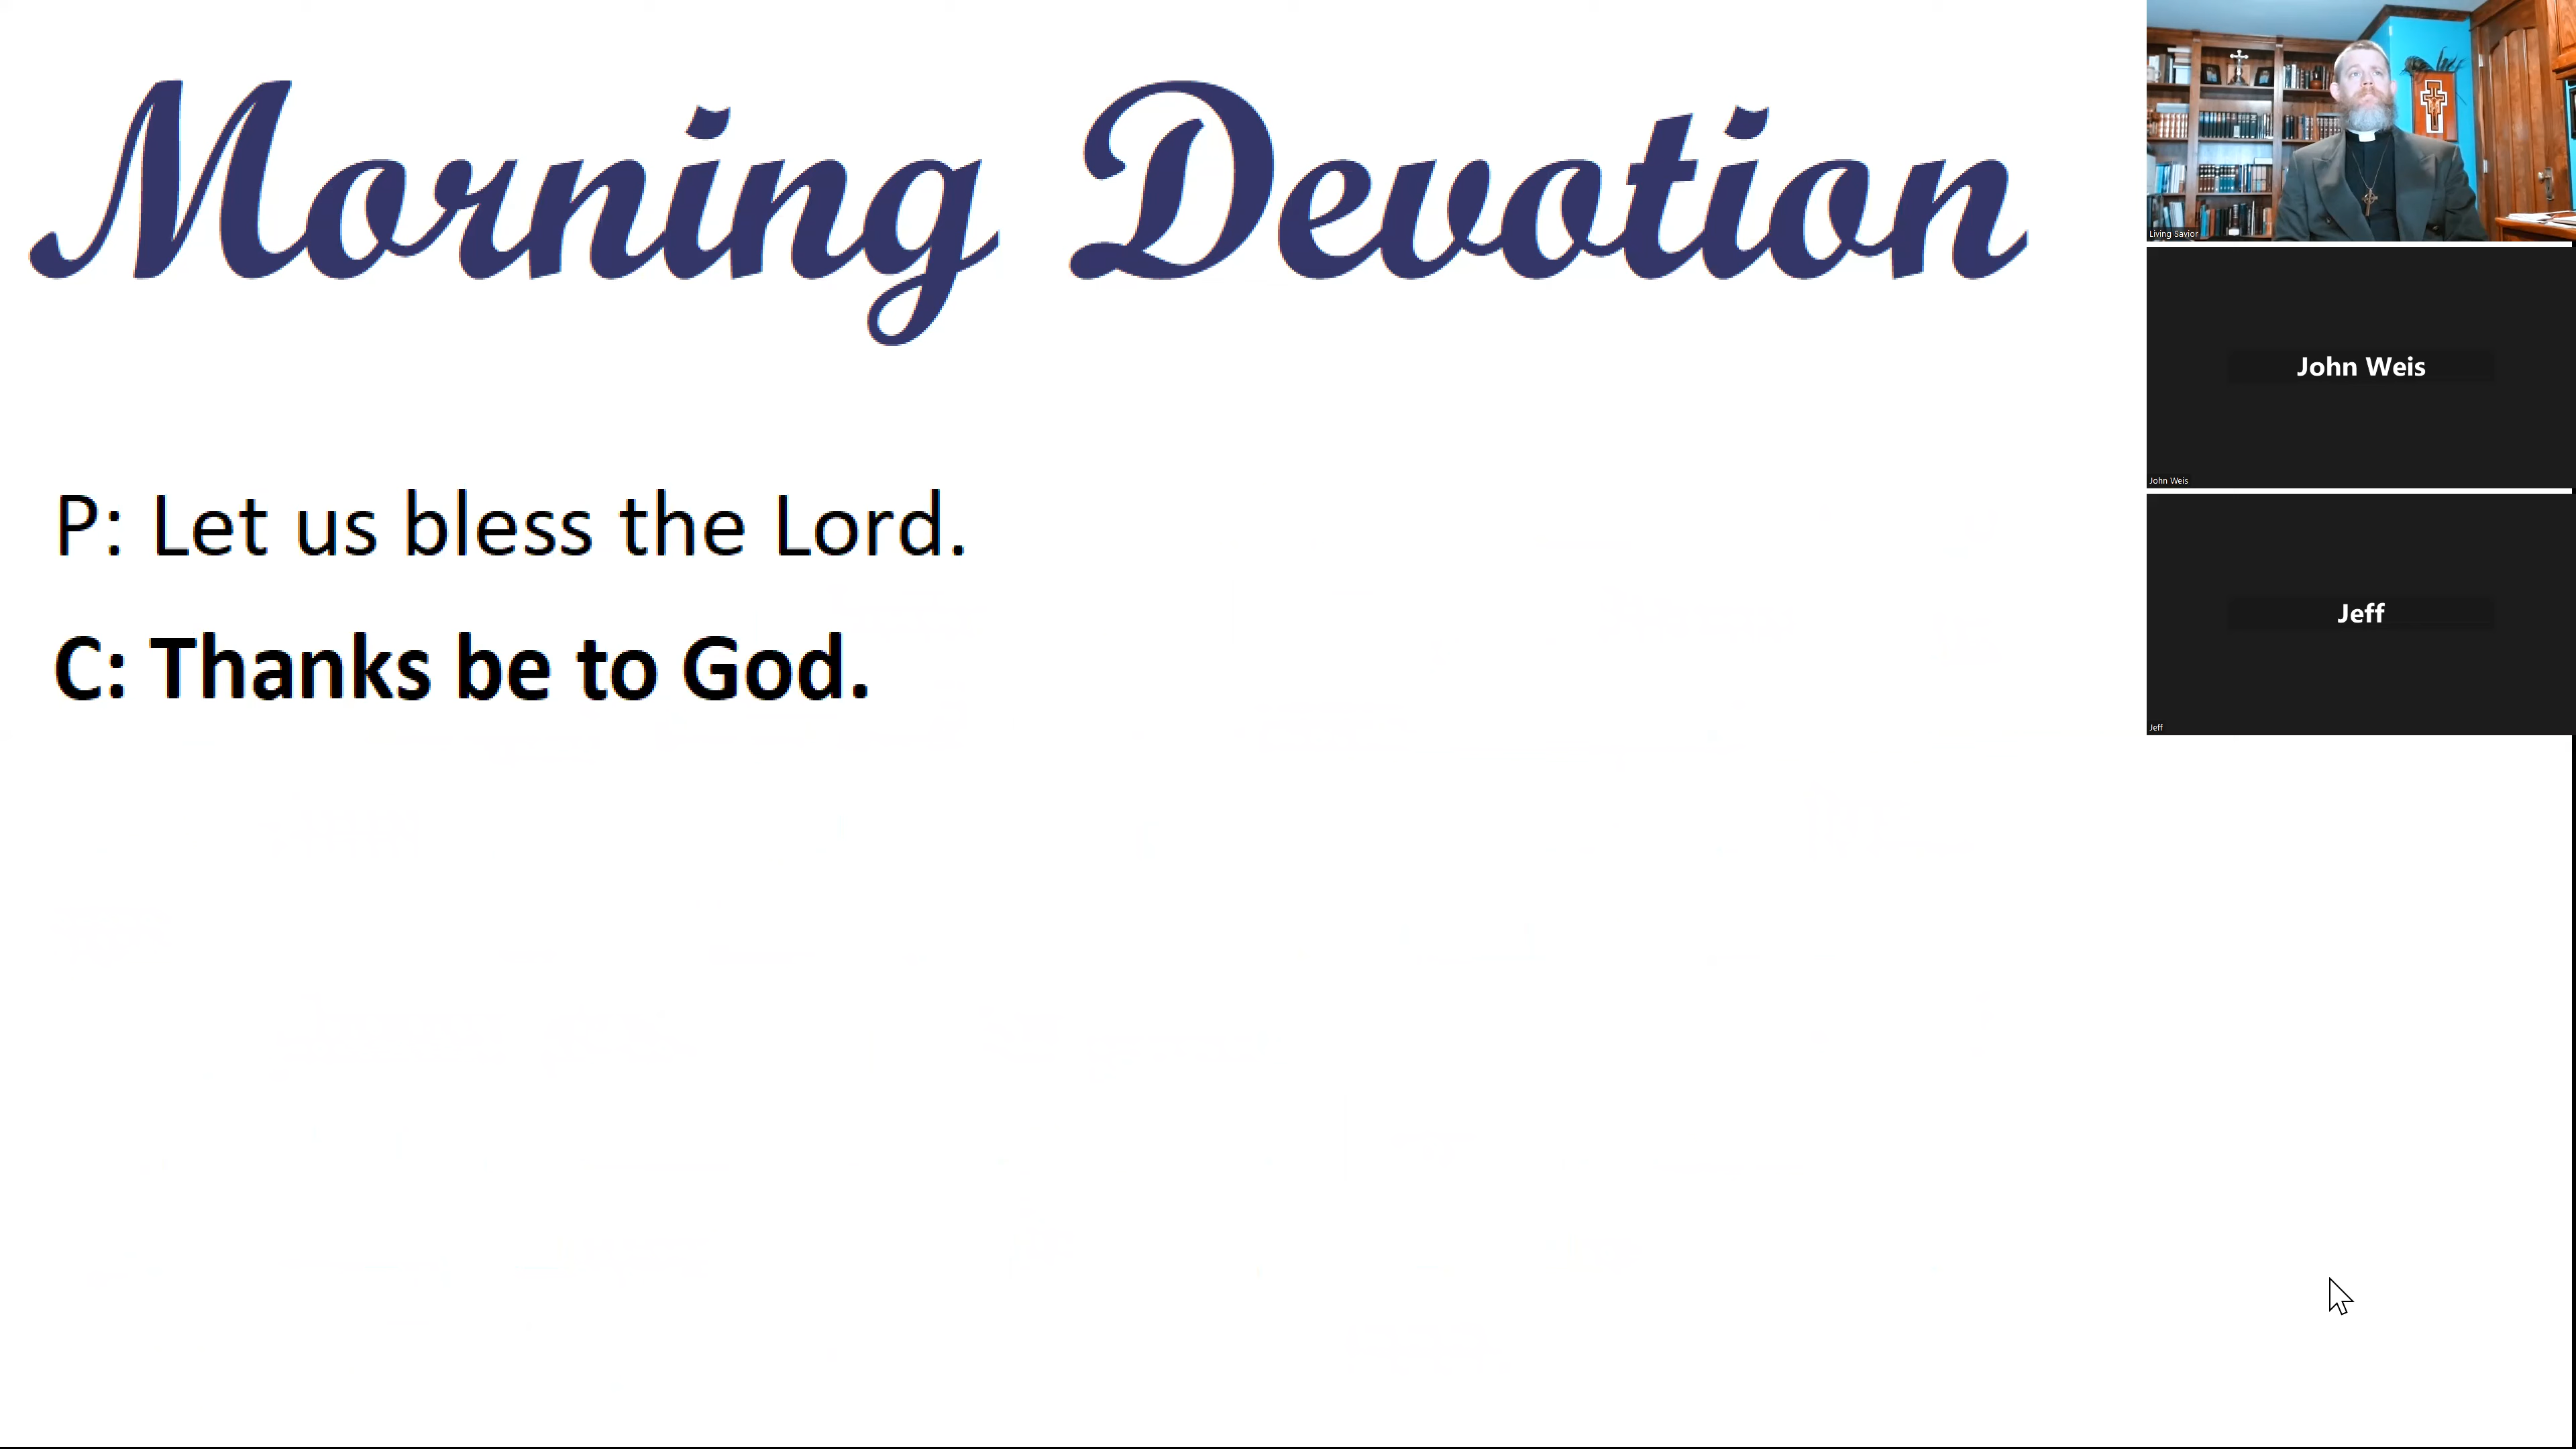 Morning Devotion
P: Let us bless the Lord.
C: Thanks be to God.
Living Savior
John Weis
John Weis
Jeff
Jeff